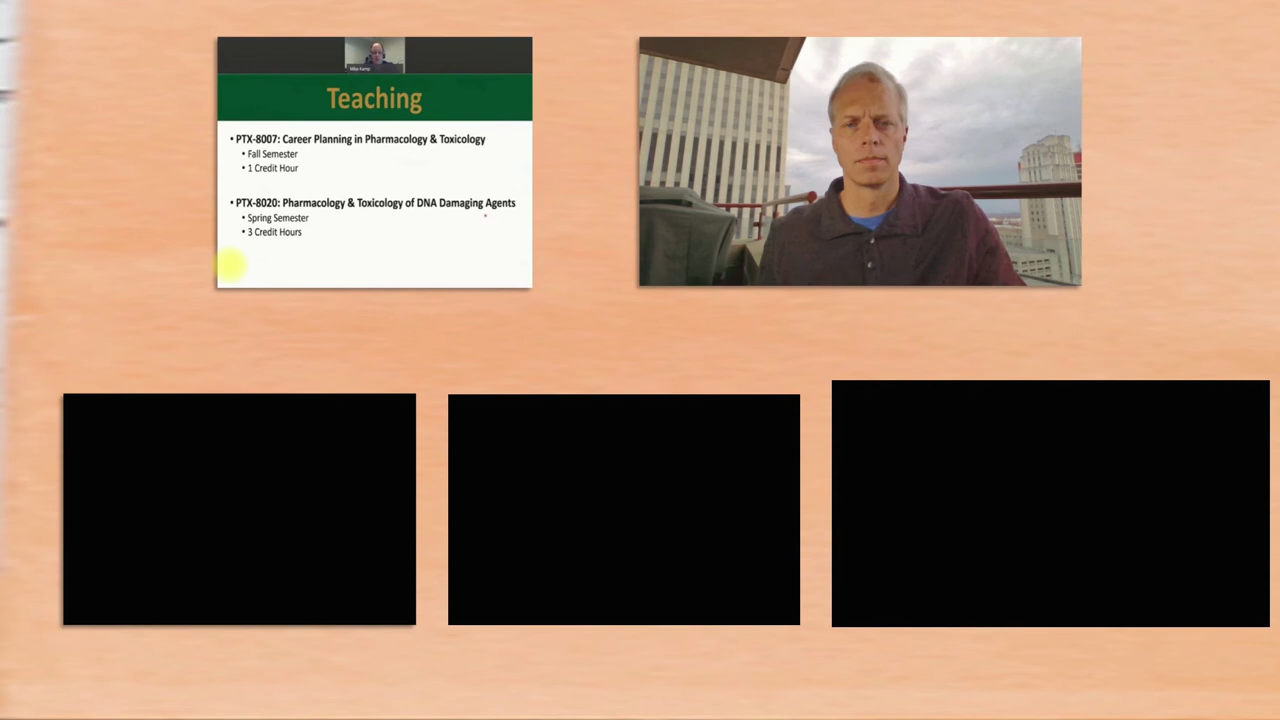 Teaching
• PTX-8007: Career Planning in Pharmacology & Toxicology
• Fall Semester
• 1 Credit Hour
• PTX-8020: Pharmacology & Toxicology of DNA Damaging Agents
• Spring Semester
• 3 Credit Hours